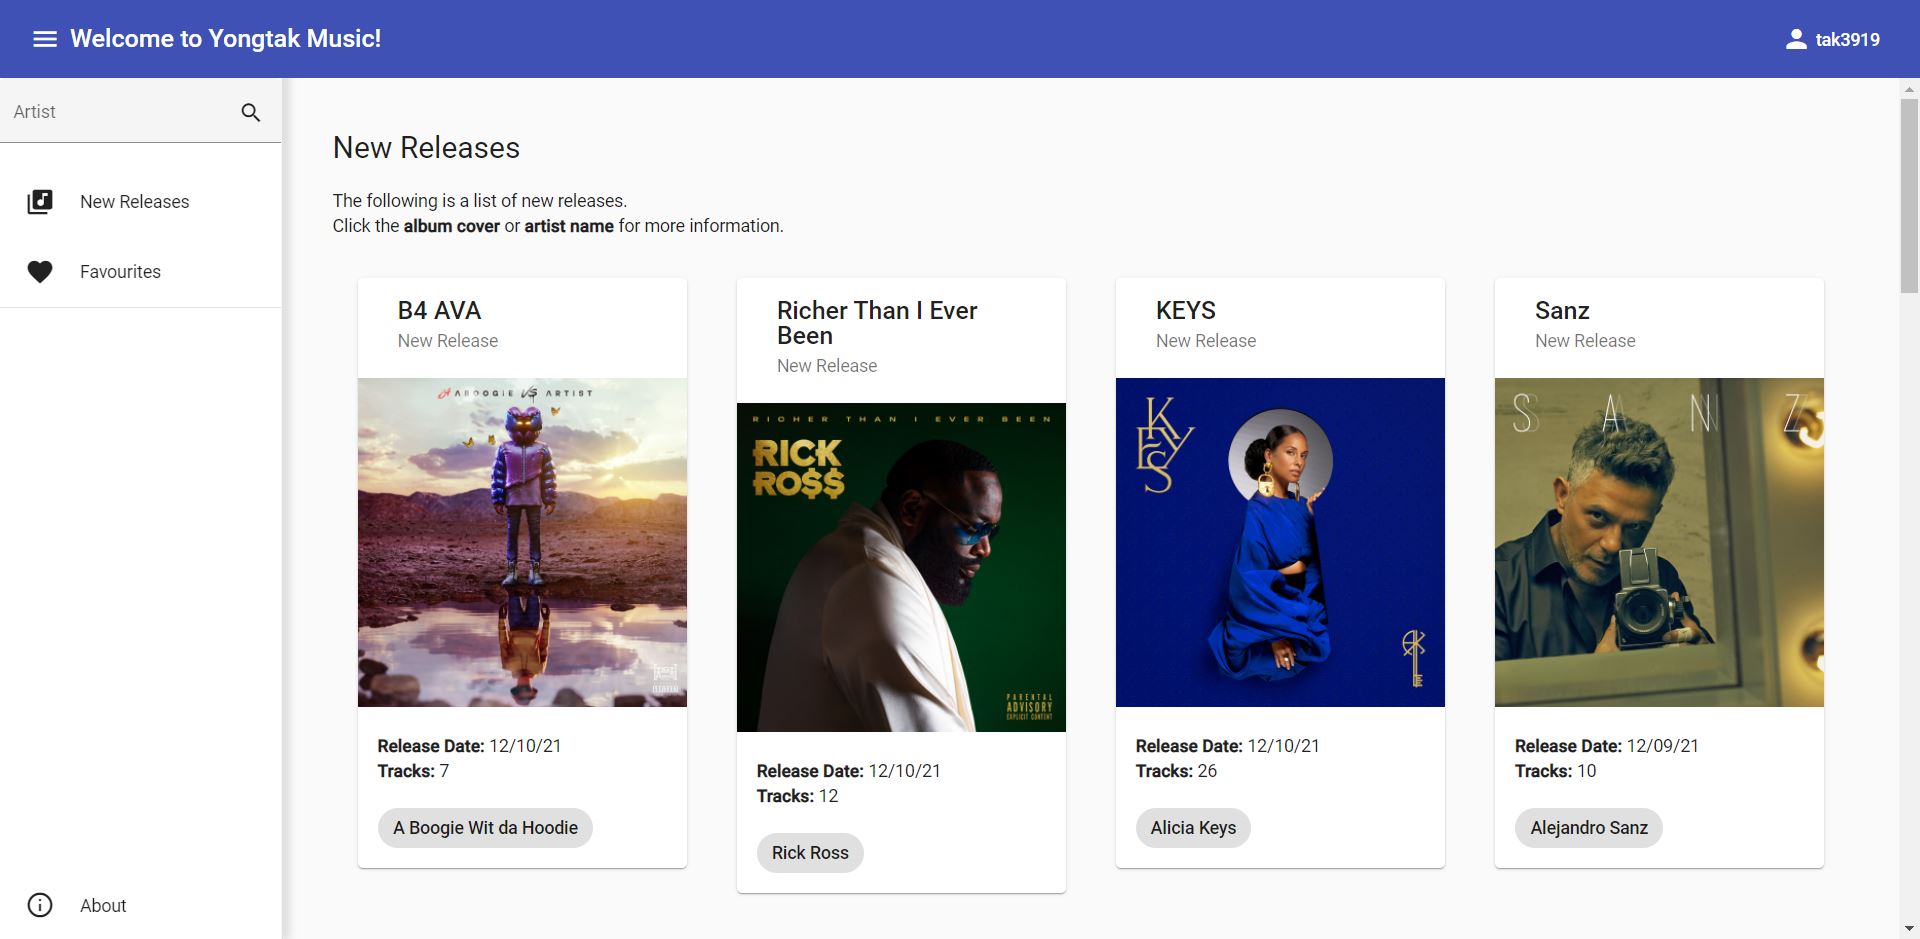 Welcome to Yongtak Music!
tak3919
Artist
New Releases
Favourites
About
New Releases
The following is a list of new releases.
Click the album cover or artist name for more information.
B4 AVA
New Release
A BOOGIE VS ARTIST
Release Date: 12/10/21
Tracks: 7
A Boogie Wit da Hoodie
Richer Than I Ever
Been
New Release
RICHER THAN I EVER BEEN
RICK
RO$$
PARENTAL
ADVISORY
EXPLICIT CONTENT
Release Date: 12/10/21
Tracks: 12
Rick Ross
KEYS
New Release
KEYS
Release Date: 12/10/21
Tracks: 26
Alicia Keys
Sanz
New Release
SANZ
Release Date: 12/09/21
Tracks: 10
Alejandro Sanz